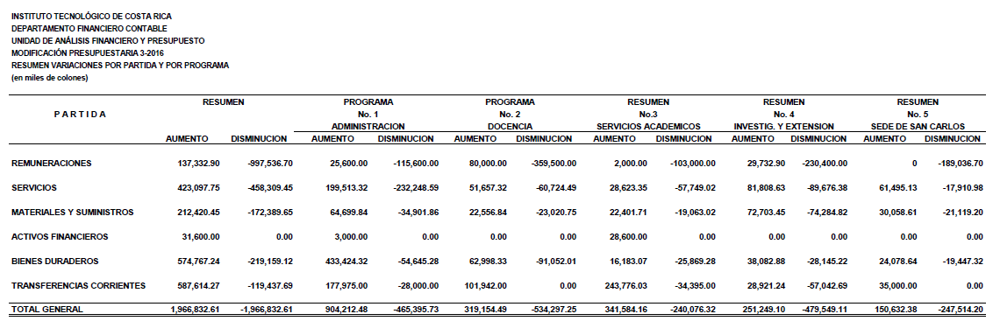 INSTITUTO TECNOLÓGICO DE COSTA RICA
DEPARTAMENTO FINANCIERO CONTABLE
UNIDAD DE ANÁLISIS FINANCIERO Y PRESUPUESTO
MODIFICACIÓN PRESUPUESTARIA 3-2016
RESUMEN VARIACIONES POR PARTIDA Y POR PROGRAMA
(en miles de colones)
RESUMEN PROGRAMA PROGRAMA RESUMEN RESUMEN RESUMEN
P A R T I D A No. 1 No. 2 No.3 No. 4 No. 5
ADMINISTRACION DOCENCIA SERVICIOS ACADEMICOS INVESTIG. Y EXTENSION SEDE DE SAN CARLOS
AUMENTO DISMINUCION AUMENTO DISMINUCION AUMENTO DISMINUCION AUMENTO DISMINUCION AUMENTO DISMINUCION AUMENTO DISMINUCION
REMUNERACIONES 137,332.90 -997,536.70 25,600.00 -115,600.00 80,000.00 -359,500.00 2,000.00 -103,000.00 29,732.90 -230,400.00 0 -189,036.70
SERVICIOS 423,097.75 -458,309.45 199,513.32 -232,248.59 51,657.32 -60,724.49 28,623.35 -57,749.02 81,808.63 -89,676.38 61,495.13 -17,910.98
MATERIALES Y SUMINISTROS 212,420.45 -172,389.65 64,699.84 -34,901.86 22,556.84 -23,020.75 22,401.71 -19,063.02 72,703.45 -74,284.82 30,058.61 -21,119.20
ACTIVOS FINANCIEROS 31,600.00 0.00 3,000.00 0.00 0.00 0.00 28,600.00 0.00 0.00 0.00 0.00 0.00
BIENES DURADEROS 574,767.24 -219,159.12 433,424.32 -54,645.28 62,998.33 -91,052.01 16,183.07 -25,869.28 38,082.88 -28,145.22 24,078.64 -19,447.32
TRANSFERENCIAS CORRIENTES 587,614.27 -119,437.69 177,975.00 -28,000.00 101,942.00 0.00 243,776.03 -34,395.00 28,921.24 -57,042.69 35,000.00 0.00
TOTAL GENERAL 1,966,832.61 -1,966,832.61 904,212.48 -465,395.73 319,154.49 -534,297.25 341,584.16 -240,076.32 251,249.10 -479,549.11 150,632.38 -247,514.20